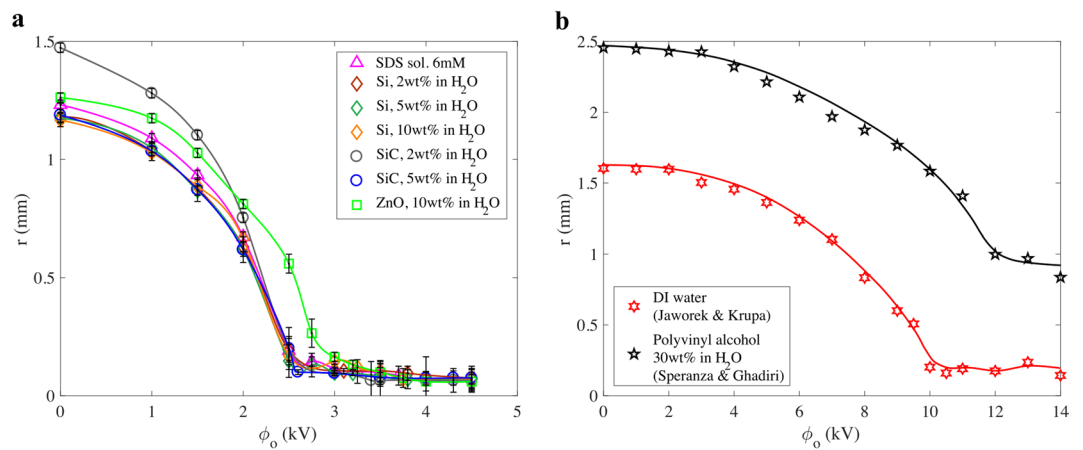 a
1.5
1
0.5
0
r (mm)
0
1
2
3
4
5
ϕo (kV)
SDS sol. 6mM
Si, 2wt% in H2O
Si, 5wt% in H2O
Si, 10wt% in H2O
SiC, 2wt% in H2O
SiC, 5wt% in H2O
ZnO, 10wt% in H2O
b
2.5
2
1.5
1
0.5
0
r (mm)
0
2
4
6
8
10
12
14
ϕo (kV)
DI water
(Jaworek & Krupa)
Polyvinyl alcohol
30wt% in H2O
(Speranza & Ghadiri)